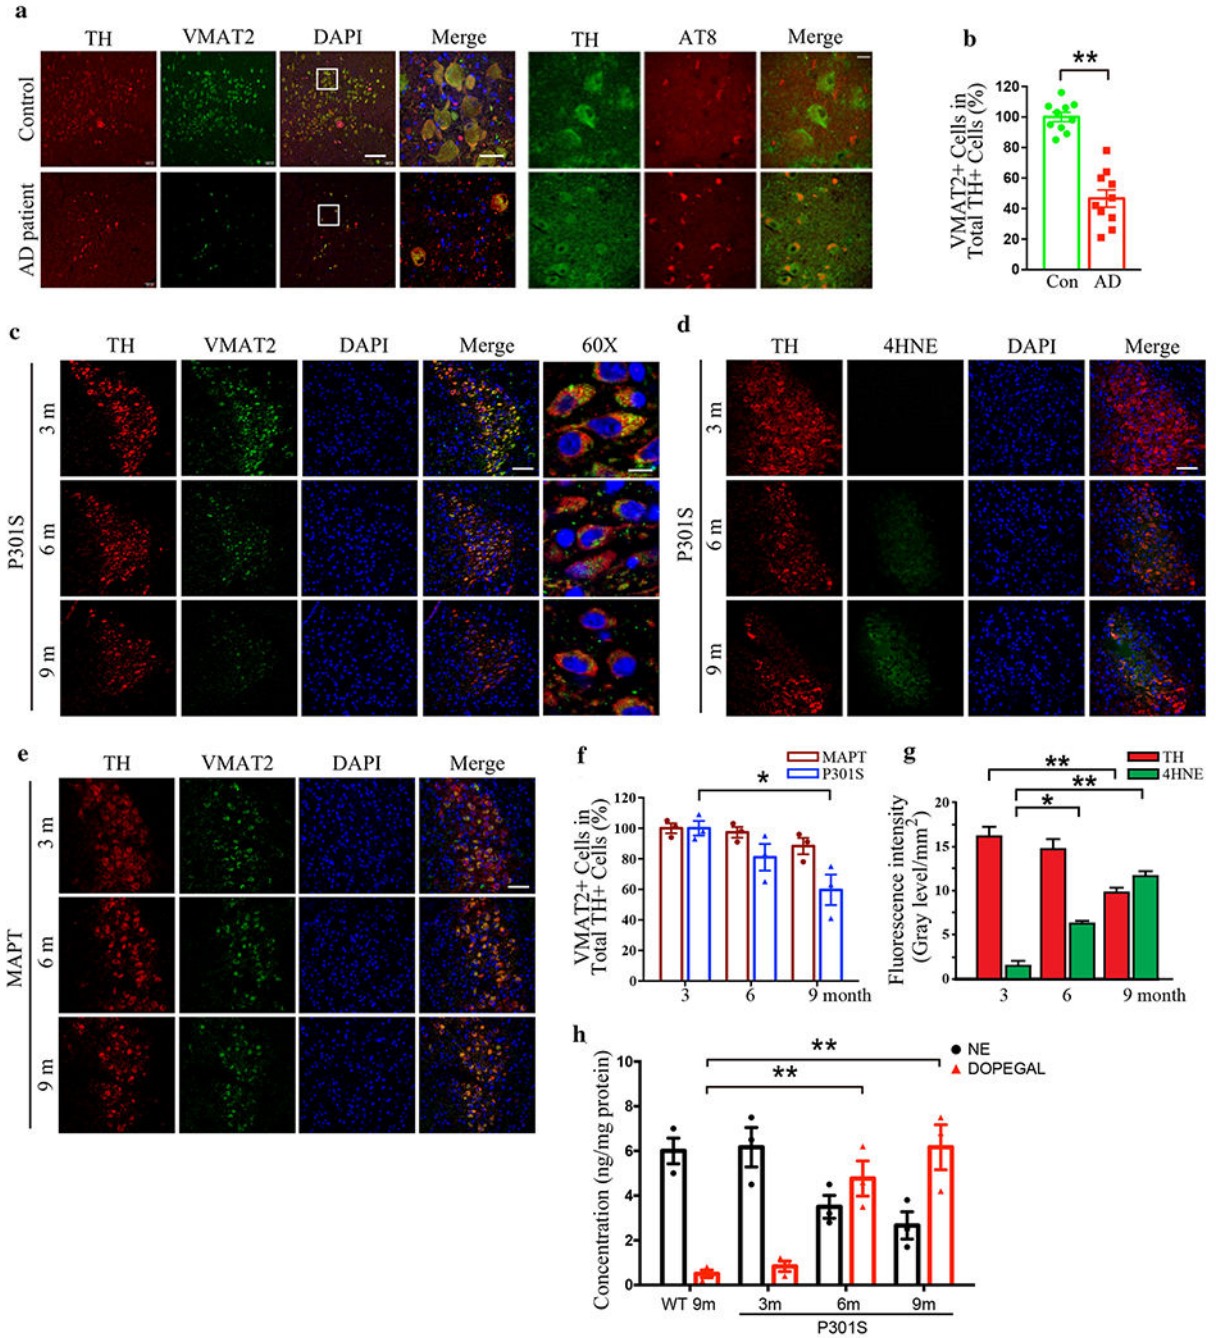 a
TH VMAT2 DAPI Merge TH AT8 Merge
Control
AD patient
b
**
VMAT2+ Cells in
Total TH+ Cells (%)
120
100
80
60
40
20
0
Con AD
c
TH VMAT2 DAPI Merge 60X
P301S
3 m
6 m
9 m
d
TH 4HNE DAPI Merge
P301S
3 m
6 m
9 m
e
TH VMAT2 DAPI Merge
MAPT
3 m
6 m
9 m
f
MAPT
P301S
*
VMAT2+ Cells in
Total TH+ Cells (%)
120
100
80
60
40
20
0
3 6 9 month
g
TH
4HNE
**
**
*
Fluorescence intensity
(Gray level/mm²)
20
15
10
5
0
3 6 9 month
h
NE
DOPEGAL
**
**
Concentration (ng/mg protein)
10
8
6
4
2
0
WT 9m 3m 6m 9m
P301S